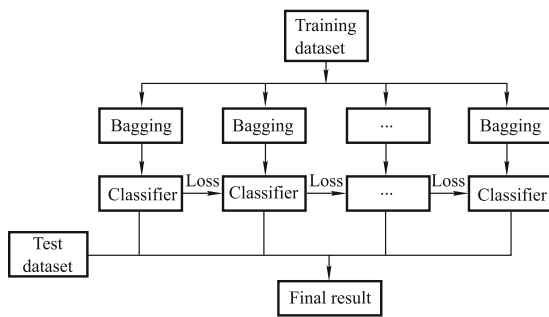 Training
dataset
Bagging
Bagging
...
Bagging
Classifier
Loss
Classifier
Loss
...
Loss
Classifier
Test
dataset
Final result